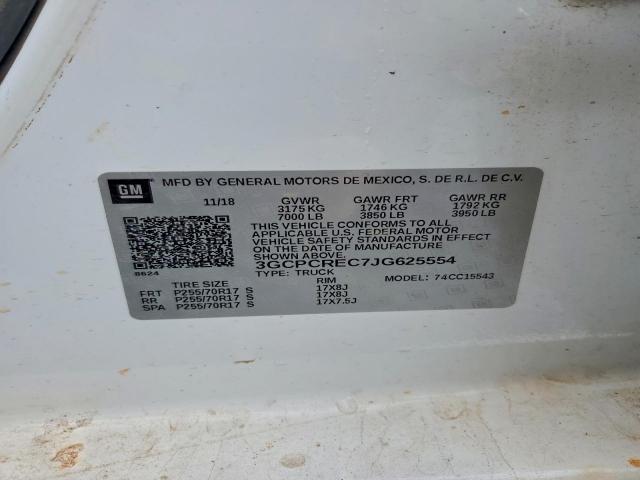 GM MFD BY GENERAL MOTORS DE MEXICO, S. DE R.L. DE C.V.
11/18 GVWR GAWR FRT GAWR RR
3175 KG 1746 KG 1792 KG
7000 LB 3850 LB 3950 LB
THIS VEHICLE CONFORMS TO ALL
APPLICABLE U.S. FEDERAL MOTOR
VEHICLE SAFETY STANDARDS IN
EFFECT ON THE DATE OF MANUFACTURE
SHOWN ABOVE.
3GCPCREC7JG625554
8624 TYPE: TRUCK MODEL: 74CC15543
TIRE SIZE RIM
FRT P255/70R17 S 17X8J
RR P255/70R17 S 17X8J
SPA P255/70R17 S 17X7.5J